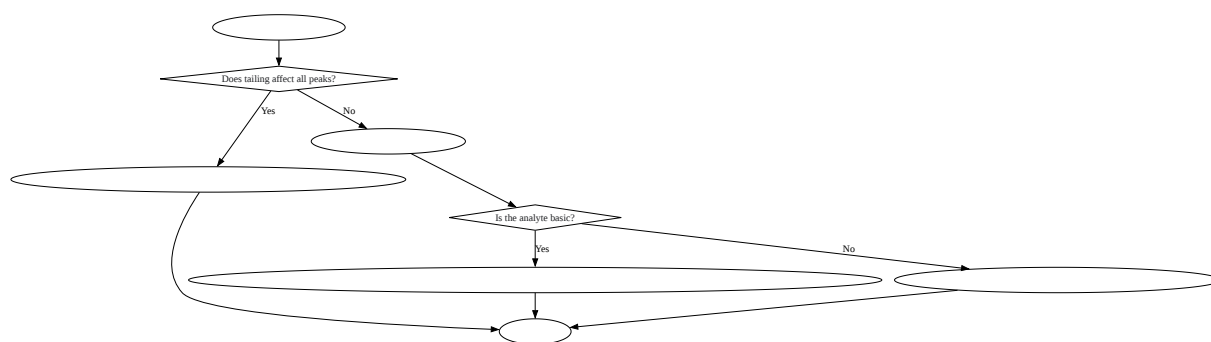 Does tailing affect all peaks?
Yes
No
Is the analyte basic?
Yes
No